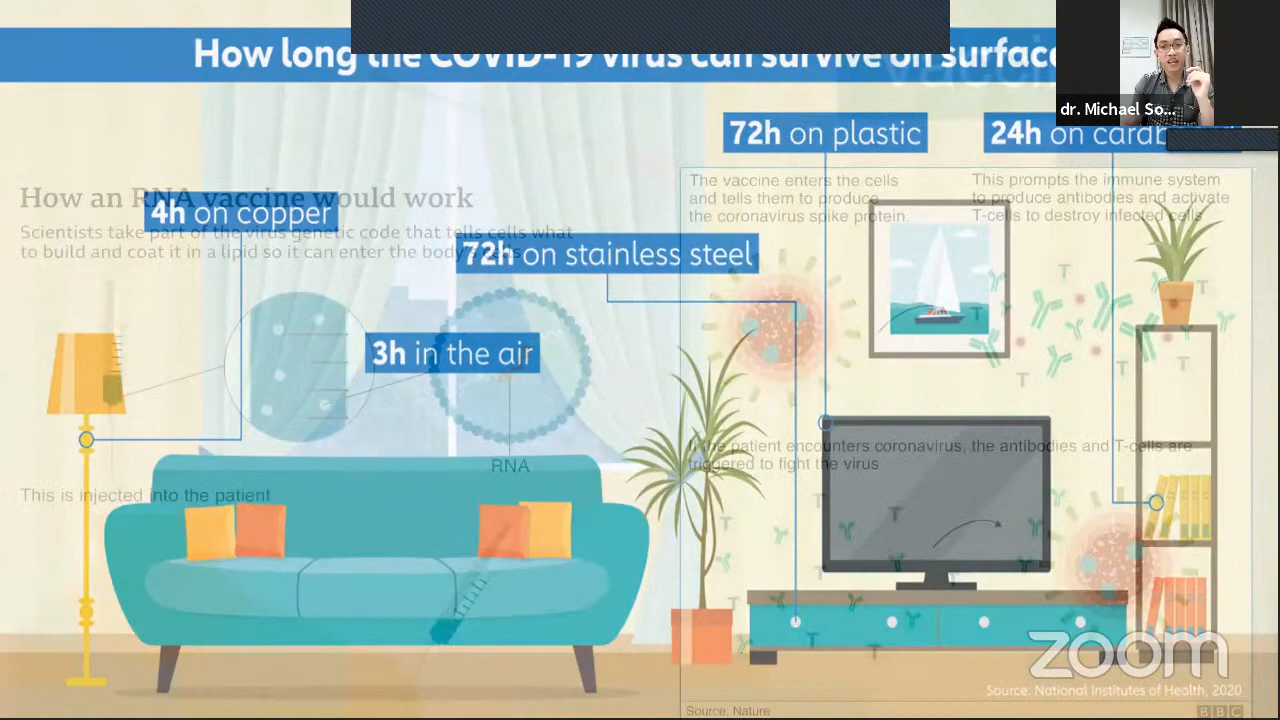 How long the COVID-19 virus can survive on surface
dr. Michael So...
72h on plastic
24h on
How an RNA vaccine would work
4h on copper
Scientists take part of the virus genetic code that tells cells what
to build and coat it in a lipid so it can enter the body's cells
72h on stainless steel
The vaccine enters the cells
and tells them to produce
the coronavirus spike protein.
This prompts the immune system
to produce antibodies and activate
T-cells to destroy infected cells
3h in the air
RNA
This is injected into the patient
If the patient encounters coronavirus, the antibodies and T-cells are
triggered to fight the virus
zoom
Source: National Institutes of Health, 2020
Source: Nature
BBC